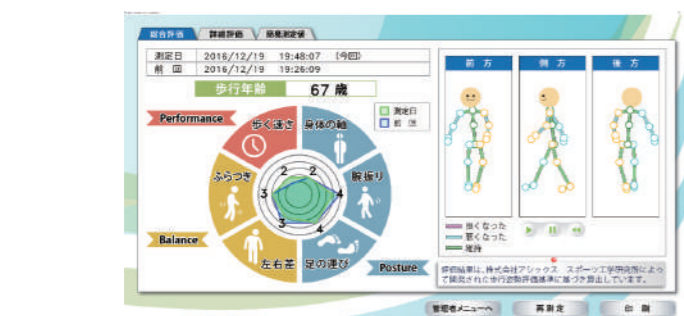 総合評価 詳細評価 簡易測定値
測定日 2016/12/19 19:48:07 (今回)
前 回 2016/12/19 19:26:09
歩行年齢 67 歳
測定日
前 回
Performance
歩く速さ
身体の軸
ふらつき
腕振り
2 2
3 4
3 4
Balance
左右差
足の運び
Posture
前 方 側 方 後 方
良くなった
悪くなった
維持
評価結果は、株式会社アシックス スポーツ工学研究所によっ
て開発された歩行姿勢評価基準に基づき算出しています。
管理者メニューへ 再測定 印 刷